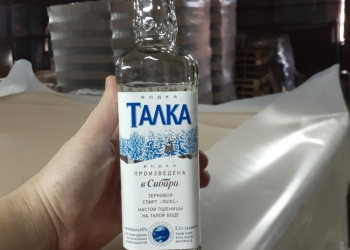 ВОДКА
ТАЛКА
ВОДКА
ПРОИЗВЕДЕНА
в Сибири
ЗЕРНОВОЙ
СПИРТ «ЛЮКС»
НАСТОЙ ПШЕНИЦЫ
НА ТАЛОЙ ВОДЕ